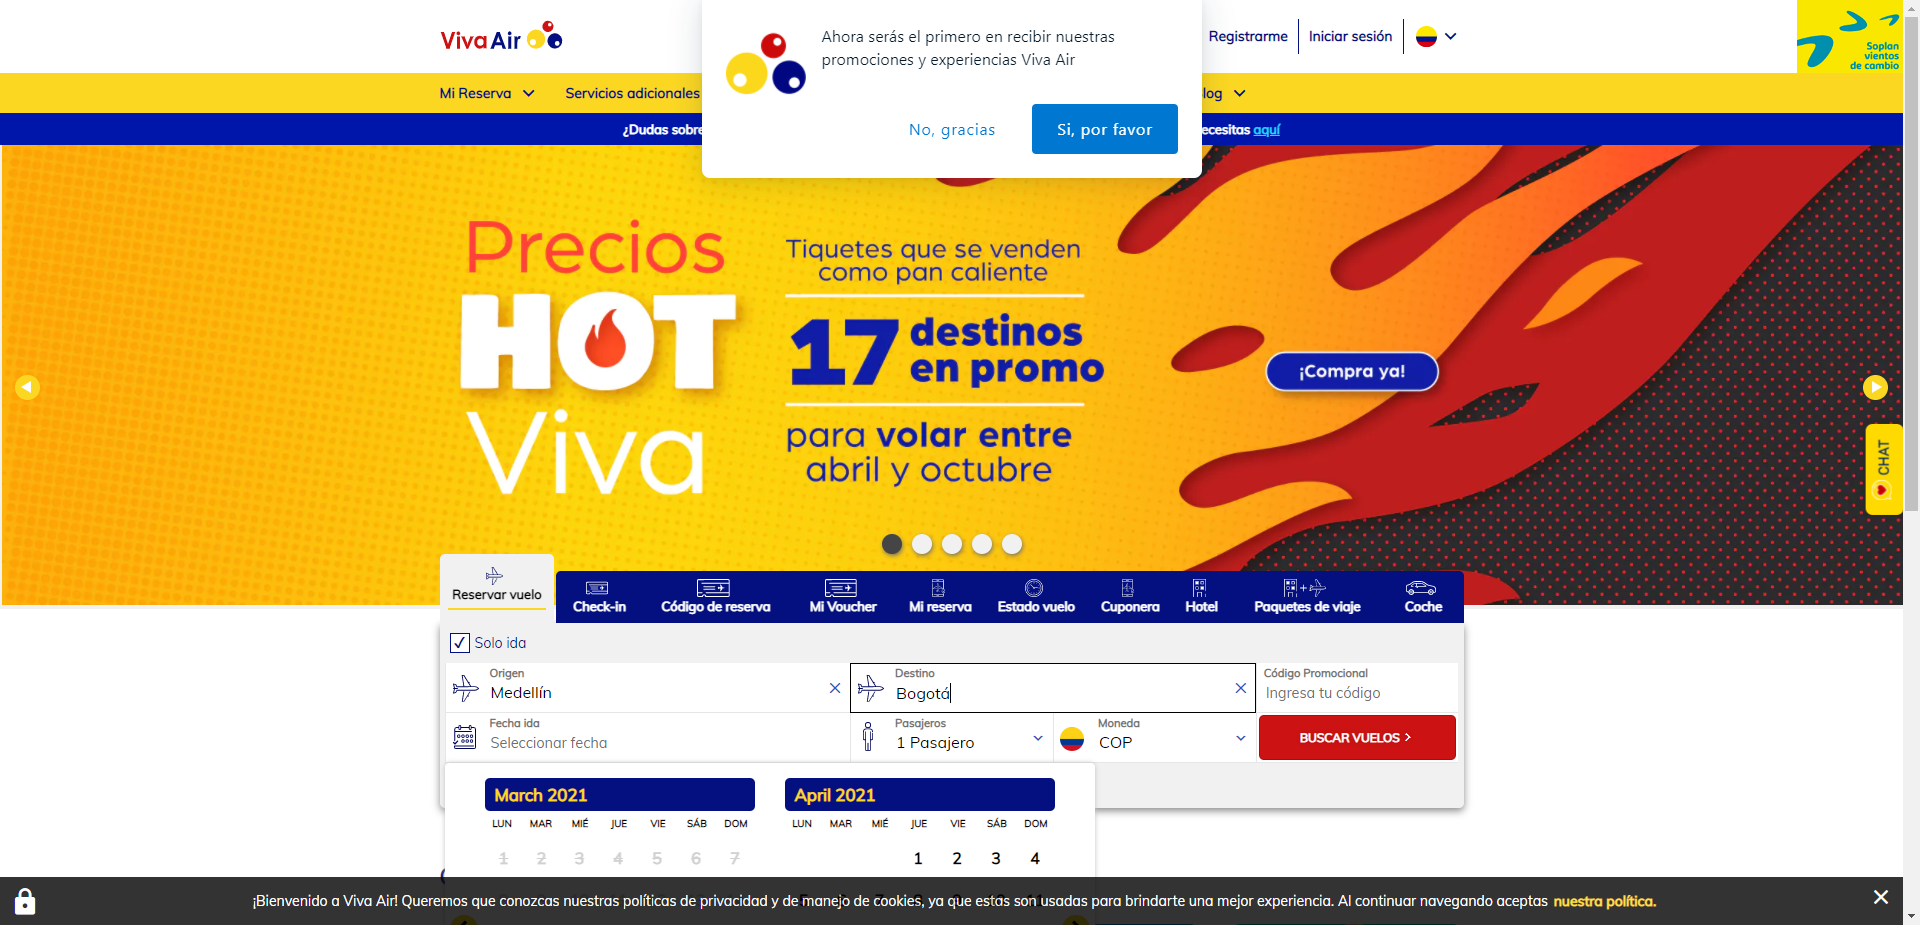 Viva Air
Ahora serás el primero en recibir nuestras
promociones y experiencias Viva Air
No, gracias
Si, por favor
Registrarme
Iniciar sesión
Soplan
vientos
de cambio
Mi Reserva
Servicios adicionales
log
¿Dudas sobre
ecesitas aquí
Precios
HOT
Viva
Tiquetes que se venden
como pan caliente
17 destinos
en promo
para volar entre
abril y octubre
¡Compra ya!
CHAT
Reservar vuelo
Check-in
Código de reserva
Mi Voucher
Mi reserva
Estado vuelo
Cuponera
Hotel
Paquetes de viaje
Coche
Solo ida
Origen
Medellín
Destino
Bogotá
Código Promocional
Ingresa tu código
Fecha ida
Seleccionar fecha
Pasajeros
1 Pasajero
Moneda
COP
BUSCAR VUELOS
March 2021
April 2021
LUN MAR MIÉ JUE VIE SÁB DOM
LUN MAR MIÉ JUE VIE SÁB DOM
1 2 3 4 5 6 7
1 2 3 4
¡Bienvenido a Viva Air! Queremos que conozcas nuestras políticas de privacidad y de manejo de cookies, ya que estas son usadas para brindarte una mejor experiencia. Al continuar navegando aceptas nuestra política.